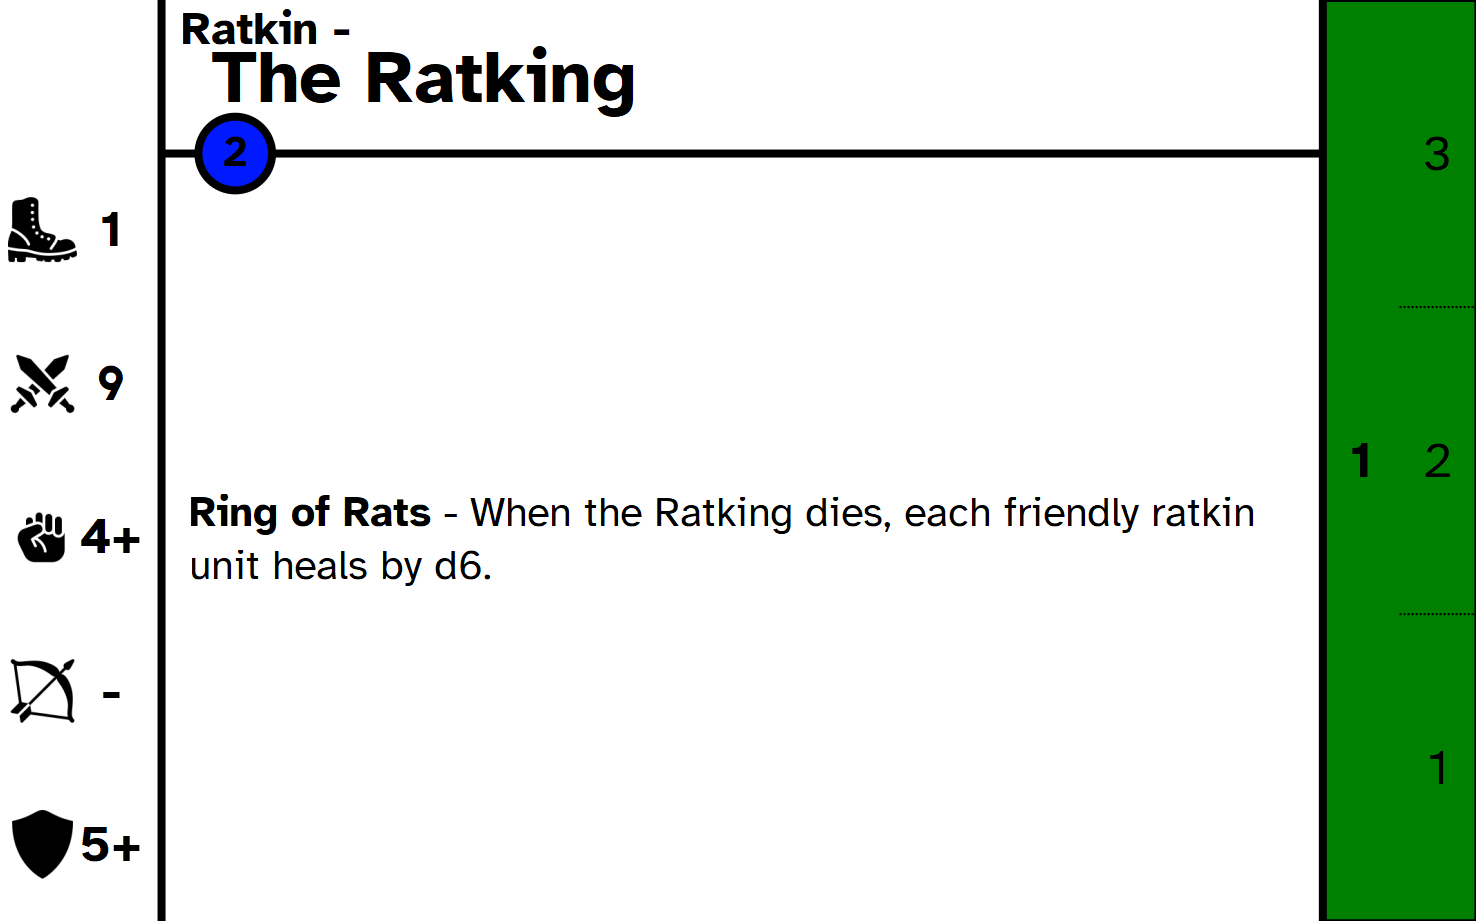 Ratkin -
The Ratking
2
1
9
4+
-
5+
Ring of Rats - When the Ratking dies, each friendly ratkin
unit heals by d6.
3
1 2
1